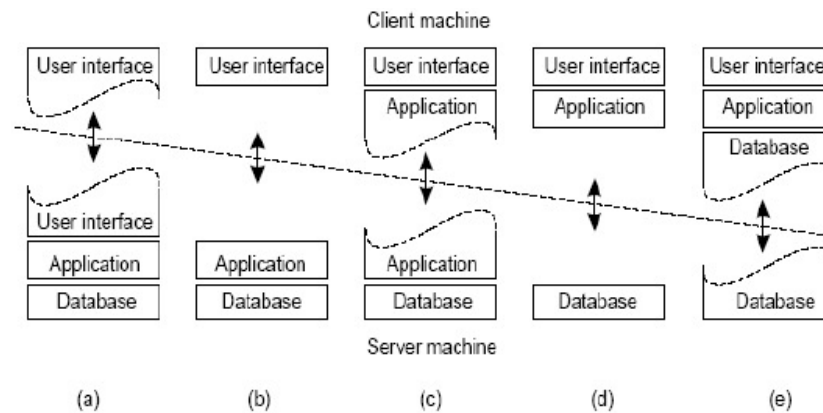 Client machine
User interface User interface User interface User interface User interface
Application Application Application
Database
User interface
Application Application Application
Database Database Database Database Database
Server machine
(a) (b) (c) (d) (e)